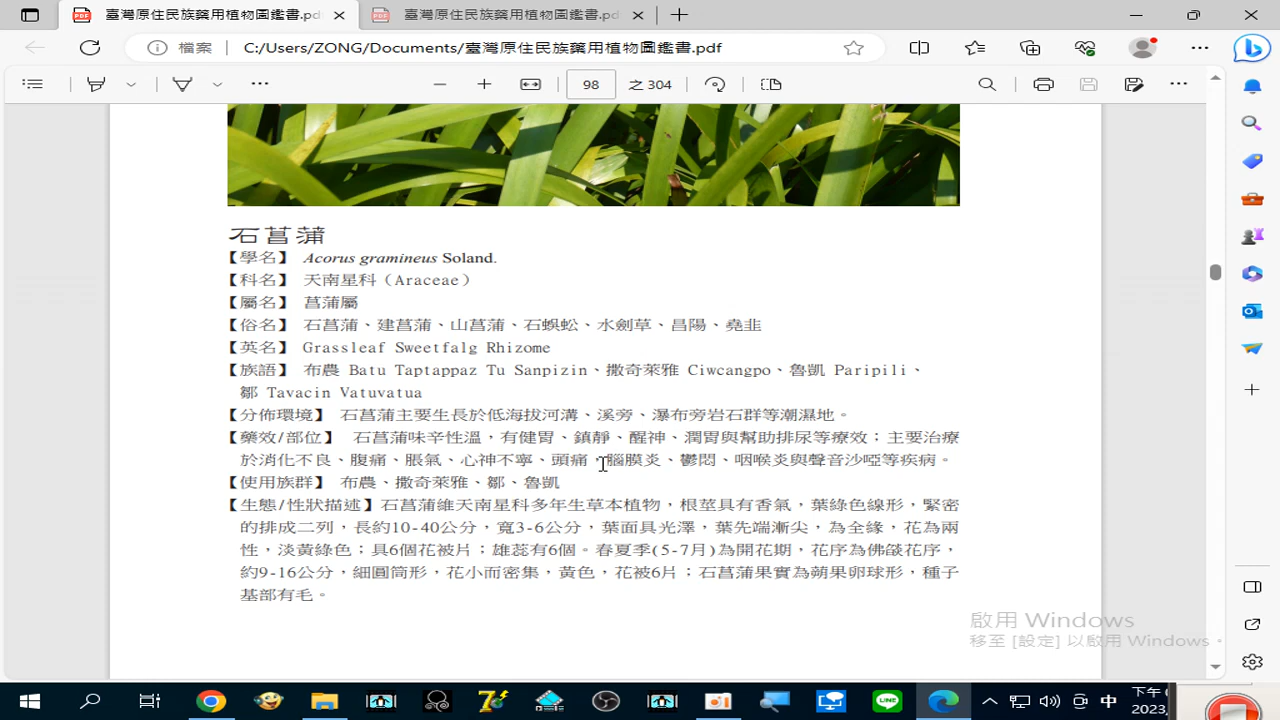 臺灣原住民族藥用植物圖鑑書.pd
臺灣原住民族藥用植物圖鑑書.pd
檔案
C:/Users/ZONG/Documents/臺灣原住民族藥用植物圖鑑書.pdf
98 之 304
石菖蒲
【學名】 Acorus gramineus Soland.
【科名】 天南星科（Araceae）
【屬名】 菖蒲屬
【俗名】 石菖蒲、建菖蒲、山菖蒲、石蜈蚣、水劍草、昌陽、堯韭
【英名】 Grassleaf Sweetfalg Rhizome
【族語】 布農 Batu Taptappaz Tu Sanpizin、撒奇萊雅 Ciwcangpo、魯凱 Paripili、
鄒 Tavacin Vatuvatua
【分佈環境】 石菖蒲主要生長於低海拔河溝、溪旁、瀑布旁岩石群等潮濕地。
【藥效/部位】 石菖蒲味辛性溫，有健胃、鎮靜、醒神、潤胃與幫助排尿等療效；主要治療
於消化不良、腹痛、脹氣、心神不寧、頭痛，腦膜炎、鬱悶、咽喉炎與聲音沙啞等疾病。
【使用族群】 布農、撒奇萊雅、鄒、魯凱
【生態/性狀描述】石菖蒲維天南星科多年生草本植物，根莖具有香氣，葉綠色線形，緊密
的排成二列，長約10-40公分，寬3-6公分，葉面具光澤，葉先端漸尖，為全緣，花為兩
性，淡黃綠色；具6個花被片；雄蕊有6個。春夏季(5-7月)為開花期，花序為佛燄花序，
約9-16公分，細圓筒形，花小而密集，黃色，花被6片；石菖蒲果實為蒴果卵球形，種子
基部有毛。
啟用 Windows
移至 [設定] 以啟用 Windows。
中
下午
2023,
LINE